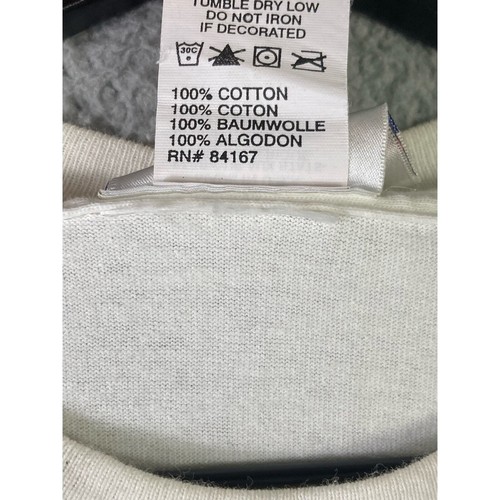 TUMBLE DRY LOW
DO NOT IRON
IF DECORATED
30C
100% COTTON
100% COTON
100% BAUMWOLLE
100% ALGODON
RN# 84167